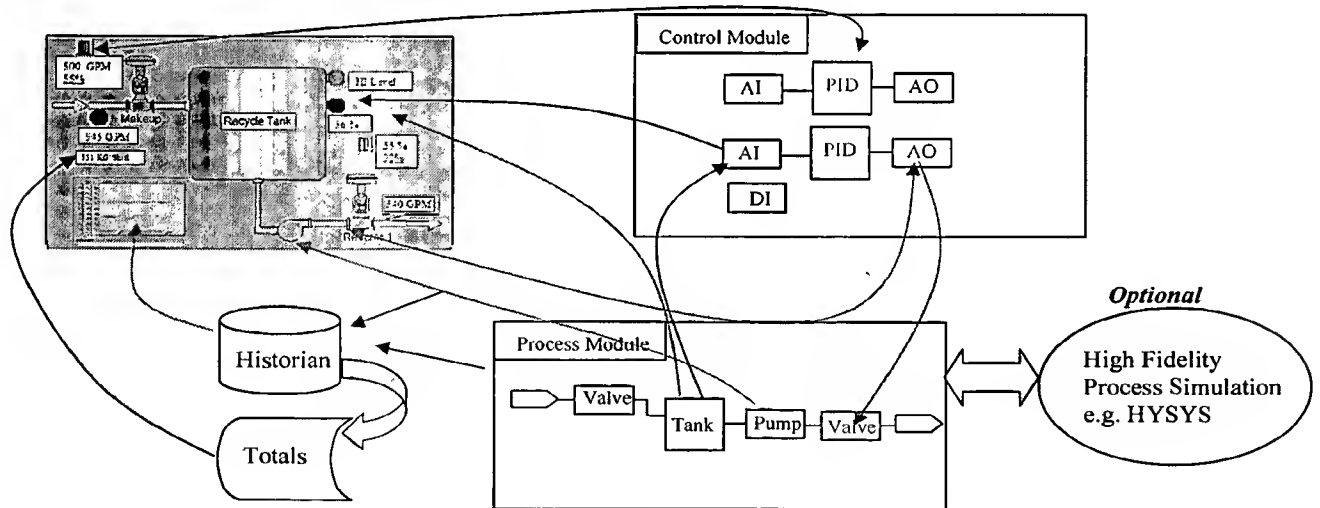 500 GPM
55%
Makeup
545 GPM
Recycle Tank
Control Module
AI
PID
AO
AI
PID
AO
DI
Historian
Totals
Process Module
Valve
Tank
Pump
Valve
Optional
High Fidelity
Process Simulation
e.g. HYSYS